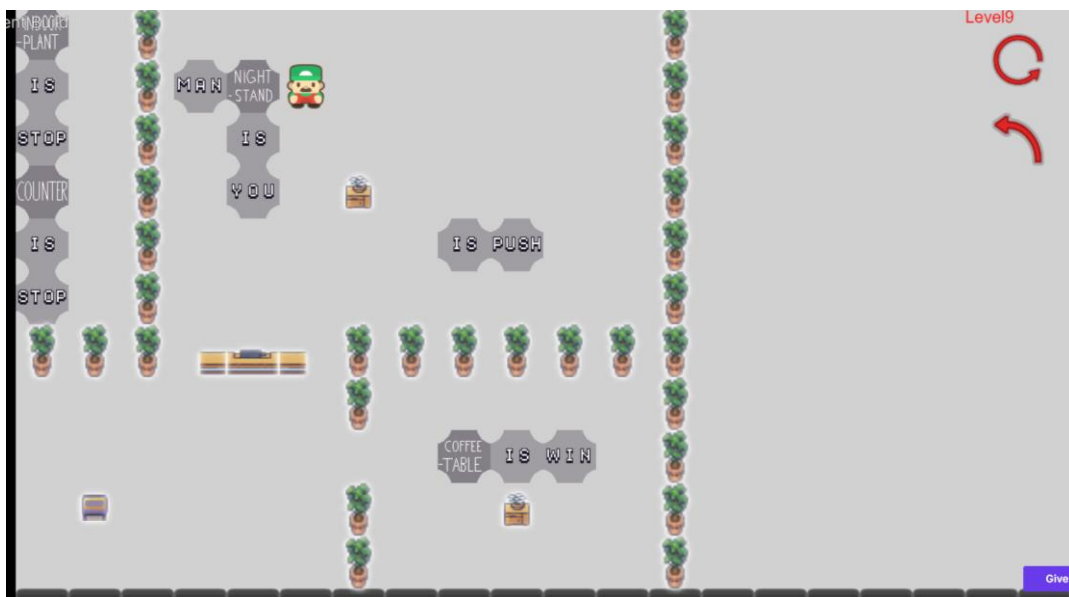 Level9
INDOOR
-PLANT
IS
MAN NIGHT
-STAND
STOP
IS
COUNTER
YOU
IS
IS PUSH
STOP
COFFEE
-TABLE IS WIN
Give